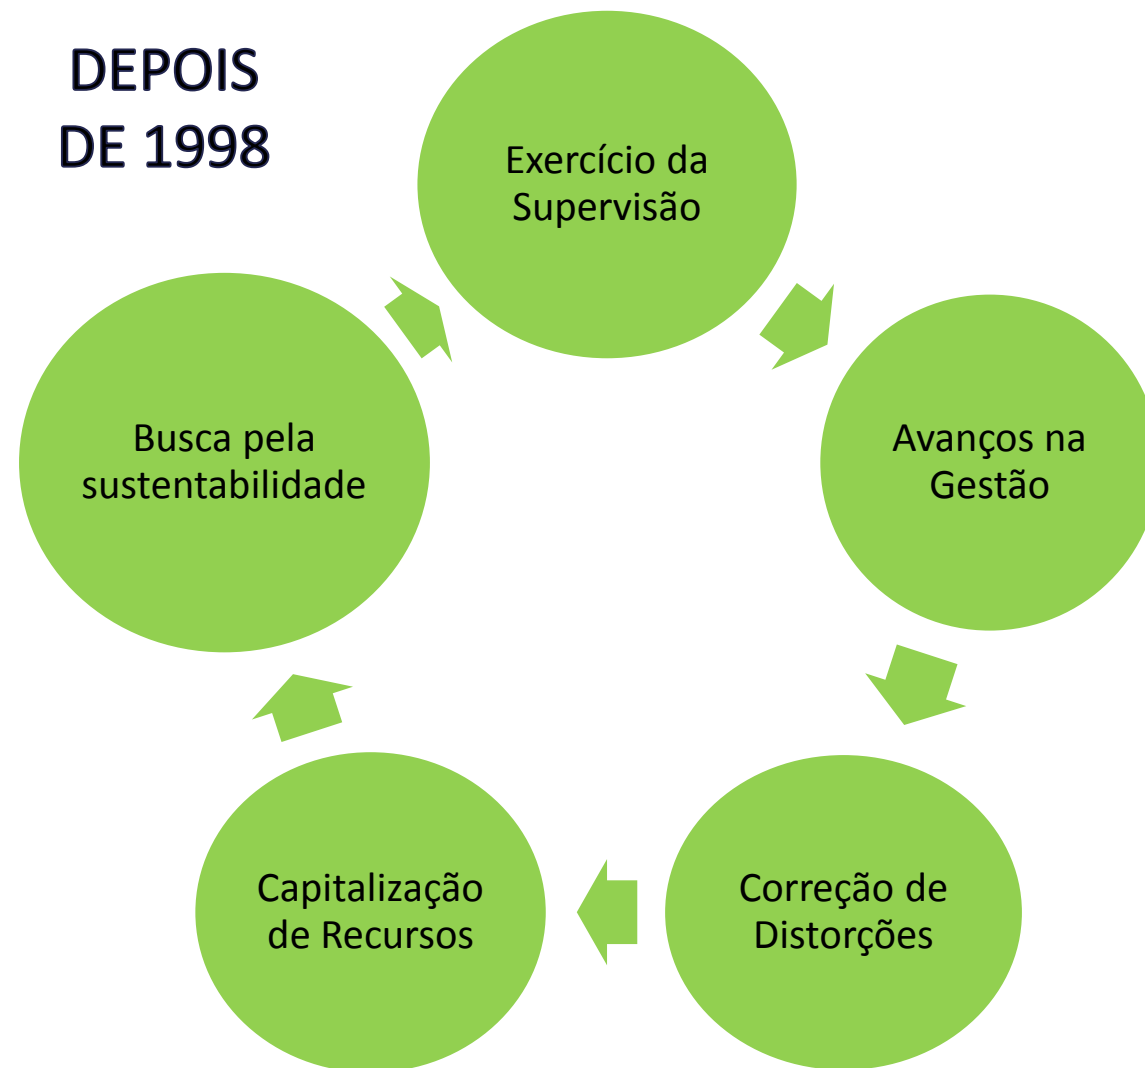 DEPOIS
DE 1998
Exercício da
Supervisão
Avanços na
Gestão
Correção de
Distorções
Capitalização
de Recursos
Busca pela
sustentabilidade